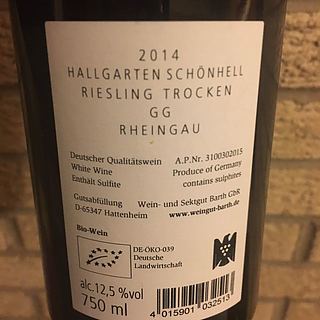 2014
HALLGARTEN SCHÖNHELL
RIESLING TROCKEN
GG
RHEINGAU
Deutscher Qualitätswein A.P.Nr. 3100302015
White Wine Produce of Germany
Enthält Sulfite contains sulphites
Gutsabfüllung Wein- und Sektgut Barth GbR
D-65347 Hattenheim www.weingut-barth.de
Bio-Wein
DE-ÖKO-039
Deutsche
Landwirtschaft
alc.12,5 %vol
750 ml
4 015901 032513